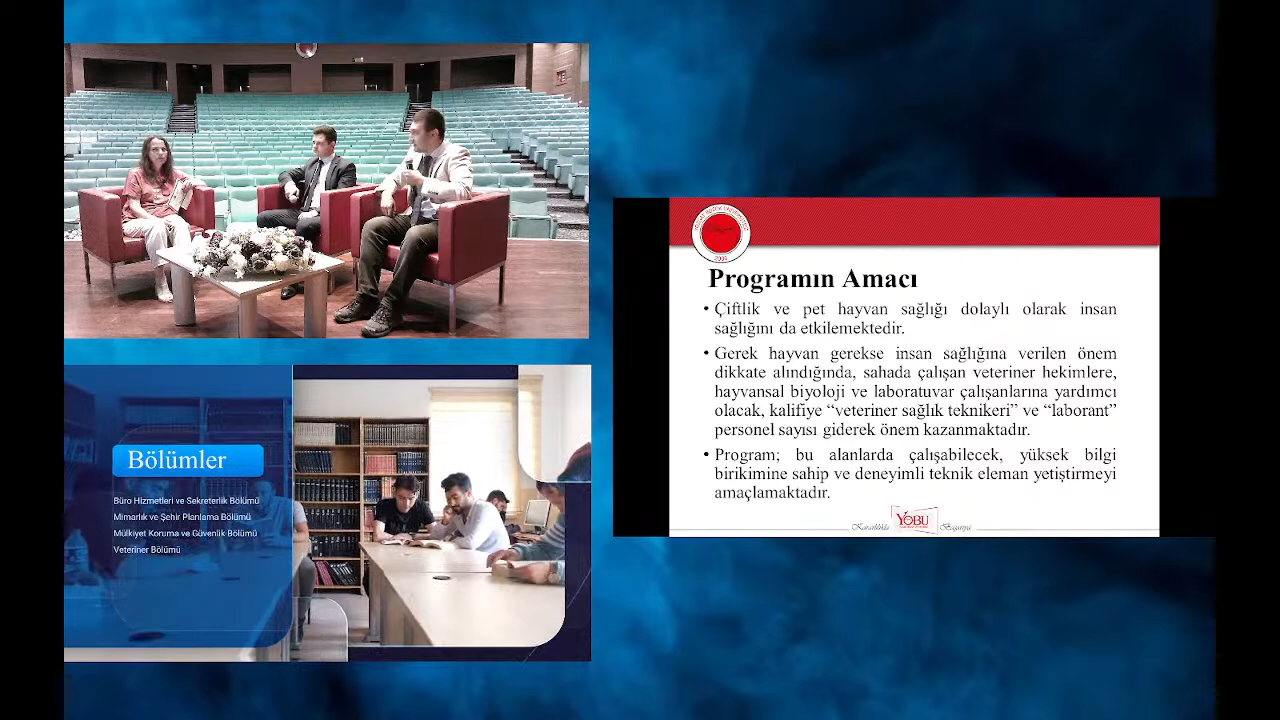 Bölümler
Büro Hizmetleri ve Sekreterlik Bölümü
Mimarlık ve Şehir Planlama Bölümü
Mülkiyet Koruma ve Güvenlik Bölümü
Veteriner Bölümü
2006
Programın Amacı
• Çiftlik ve pet hayvan sağlığı dolaylı olarak insan
sağlığını da etkilemektedir.
• Gerek hayvan gerekse insan sağlığına verilen önem
dikkate alındığında, sahada çalışan veteriner hekimlere,
hayvansal biyoloji ve laboratuvar çalışanlarına yardımcı
olacak, kalifiye “veteriner sağlık teknikeri” ve “laborant”
personel sayısı giderek önem kazanmaktadır.
• Program; bu alanlarda çalışabilecek, yüksek bilgi
birikimine sahip ve deneyimli teknik eleman yetiştirmeyi
amaçlamaktadır.
Kararlılıkla YOBU Başarıya